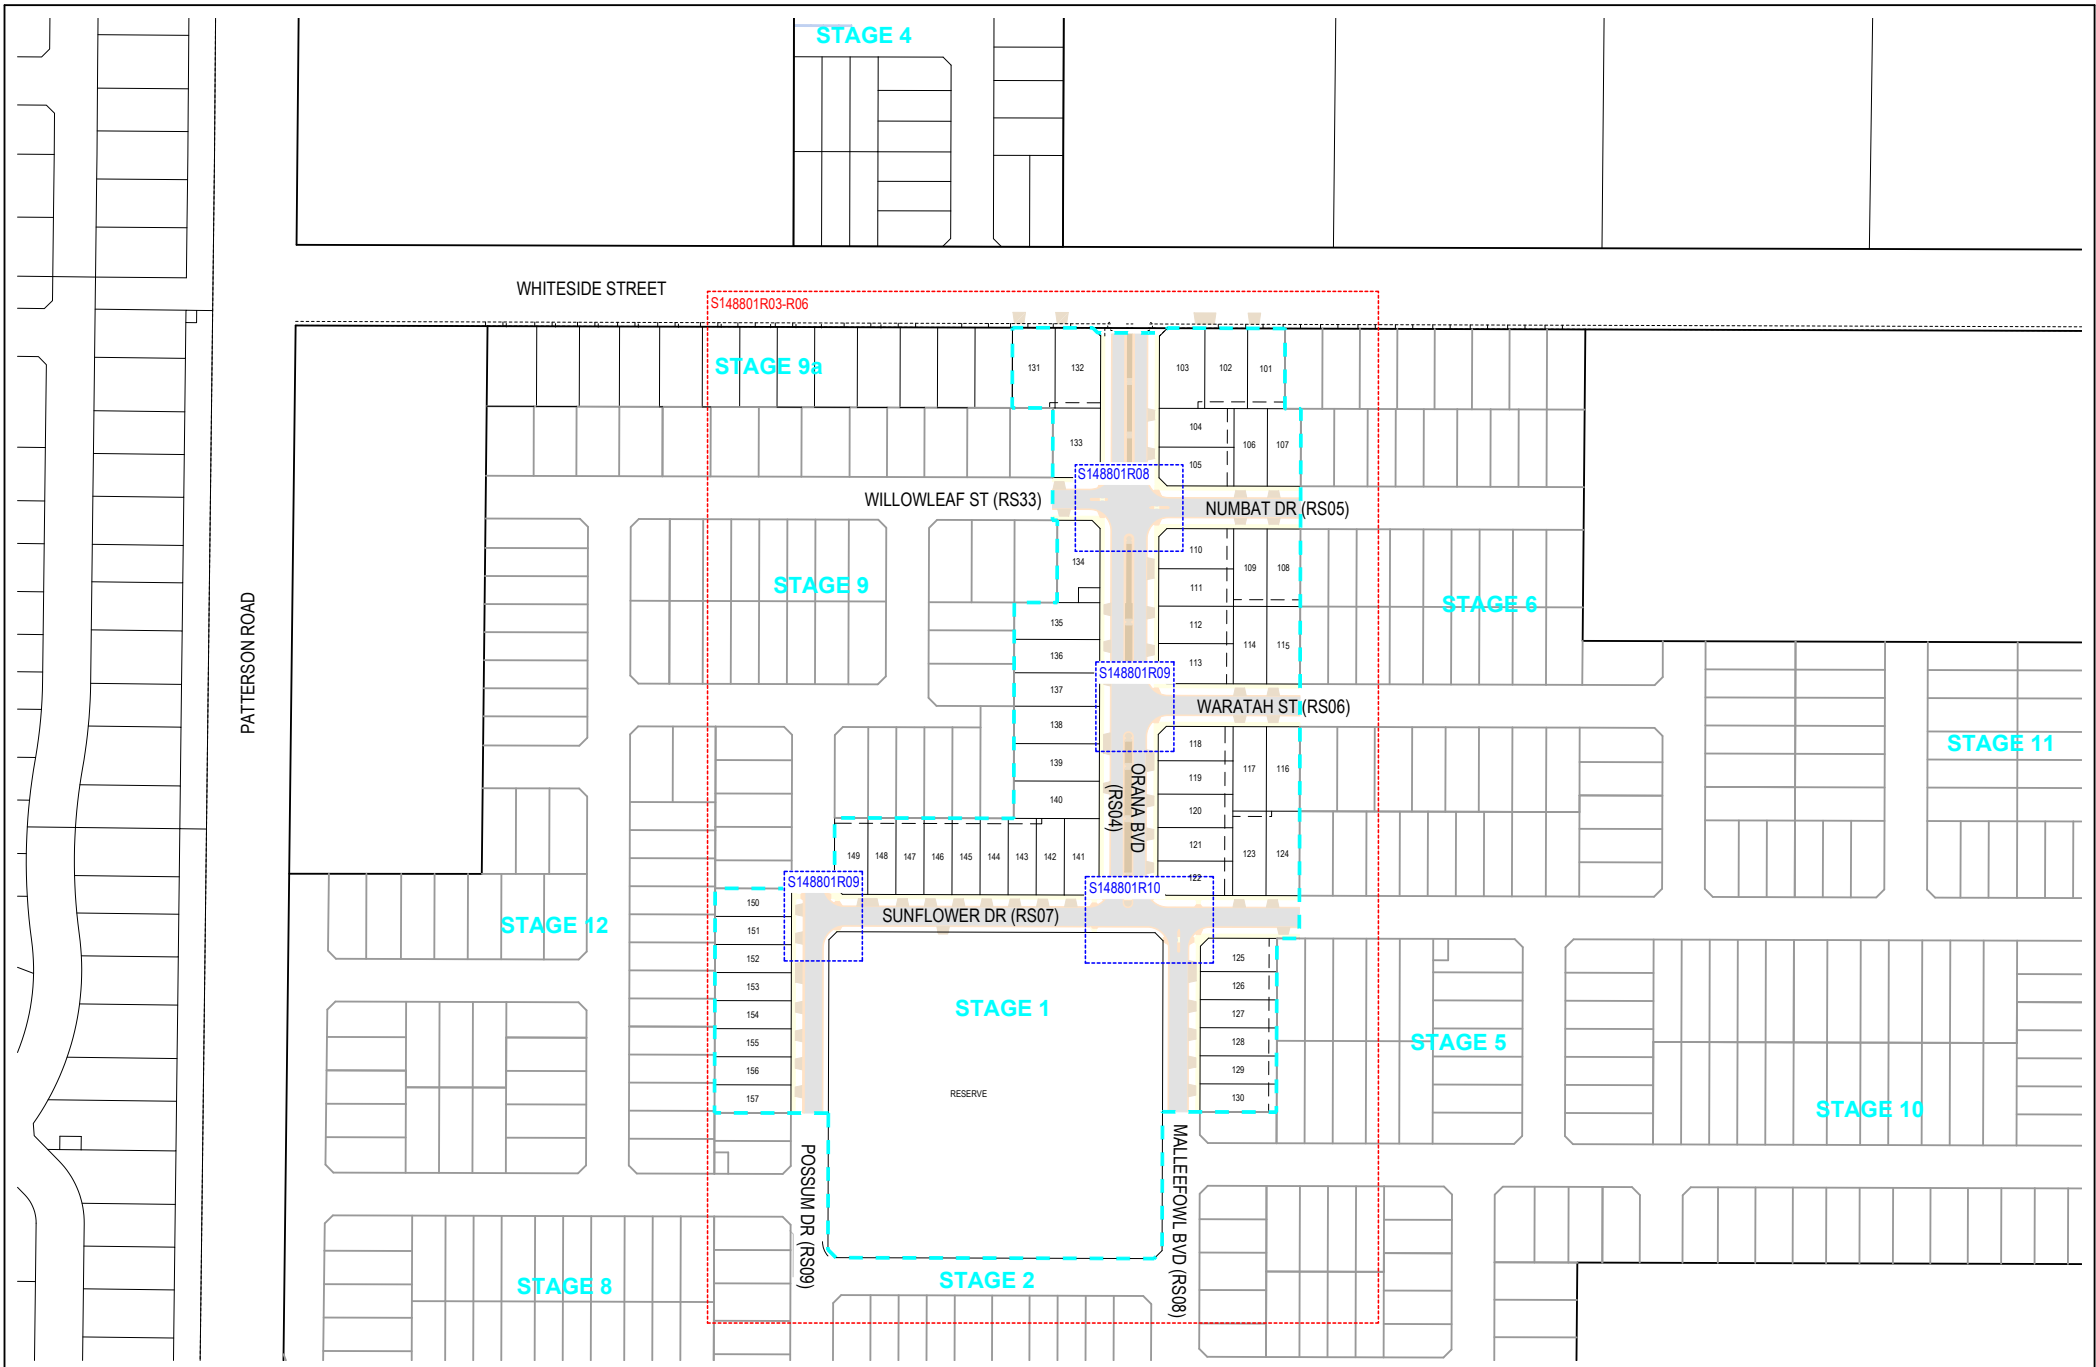 STAGE 4
WHITESIDE STREET
S148801R03-R06
STAGE 9a
131
132
103
102
101
133
104
105
106
107
S148801R08
WILLOWLEAF ST (RS33)
NUMBAT DR (RS05)
STAGE 9
134
110
109
108
111
STAGE 6
PATTERSON ROAD
135
136
137
138
139
140
112
113
114
115
S148801R09
WARATAH ST (RS06)
118
119
120
121
122
117
116
123
124
ORANA BVD
(RS04)
STAGE 11
149
148
147
146
145
144
143
142
141
S148801R09
S148801R10
SUNFLOWER DR (RS07)
STAGE 12
150
151
152
153
154
155
156
157
STAGE 1
RESERVE
125
126
127
128
129
130
STAGE 5
STAGE 10
POSSUM DR (RS09)
MALLEEFOWL BVD (RS08)
STAGE 8
STAGE 2